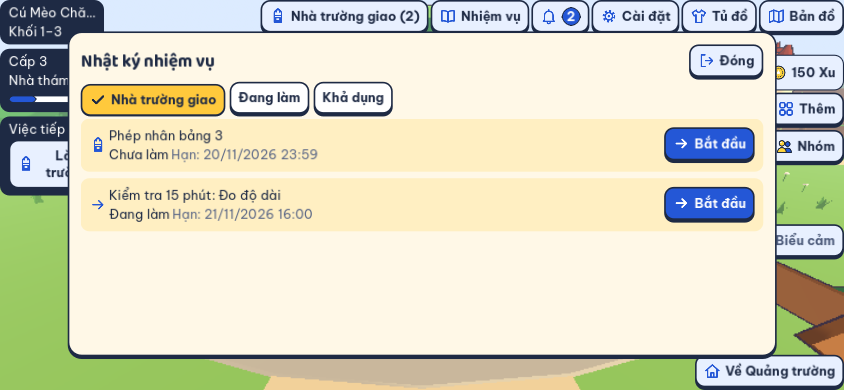 Cú Mèo Chă...
Khối 1–3
Nhà trường giao (2)
Nhiệm vụ
2
Cài đặt
Tủ đồ
Bản đồ
Cấp 3
Nhà thám
150 Xu
Thêm
Nhóm
Biểu cảm
Việc tiếp
Nhật ký nhiệm vụ
Đóng
Nhà trường giao
Đang làm
Khả dụng
Phép nhân bảng 3
Chưa làm Hạn: 20/11/2026 23:59
Bắt đầu
Kiểm tra 15 phút: Đo độ dài
Đang làm Hạn: 21/11/2026 16:00
Bắt đầu
Về Quảng trường